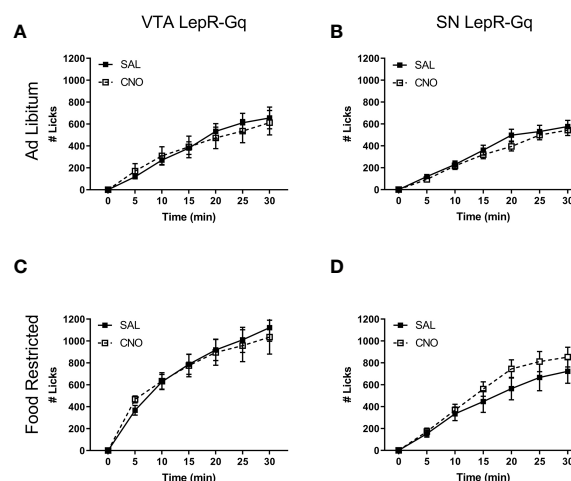 VTA LepR-Gq
SN LepR-Gq
A
B
Ad Libitum
1200
1000
800
600
400
200
0
# Licks
SAL
CNO
0 5 10 15 20 25 30
Time (min)
1200
1000
800
600
400
200
0
# Licks
SAL
CNO
0 5 10 15 20 25 30
Time (min)
C
D
Food Restricted
1200
1000
800
600
400
200
0
# Licks
SAL
CNO
0 5 10 15 20 25 30
Time (min)
1200
1000
800
600
400
200
0
# Licks
SAL
CNO
0 5 10 15 20 25 30
Time (min)